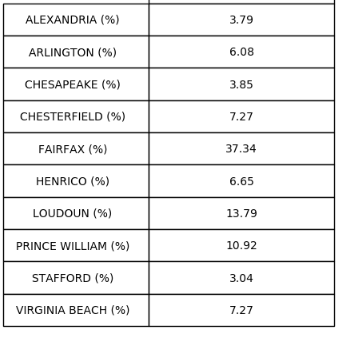 ALEXANDRIA (%) 3.79
ARLINGTON (%) 6.08
CHESAPEAKE (%) 3.85
CHESTERFIELD (%) 7.27
FAIRFAX (%) 37.34
HENRICO (%) 6.65
LOUDOUN (%) 13.79
PRINCE WILLIAM (%) 10.92
STAFFORD (%) 3.04
VIRGINIA BEACH (%) 7.27